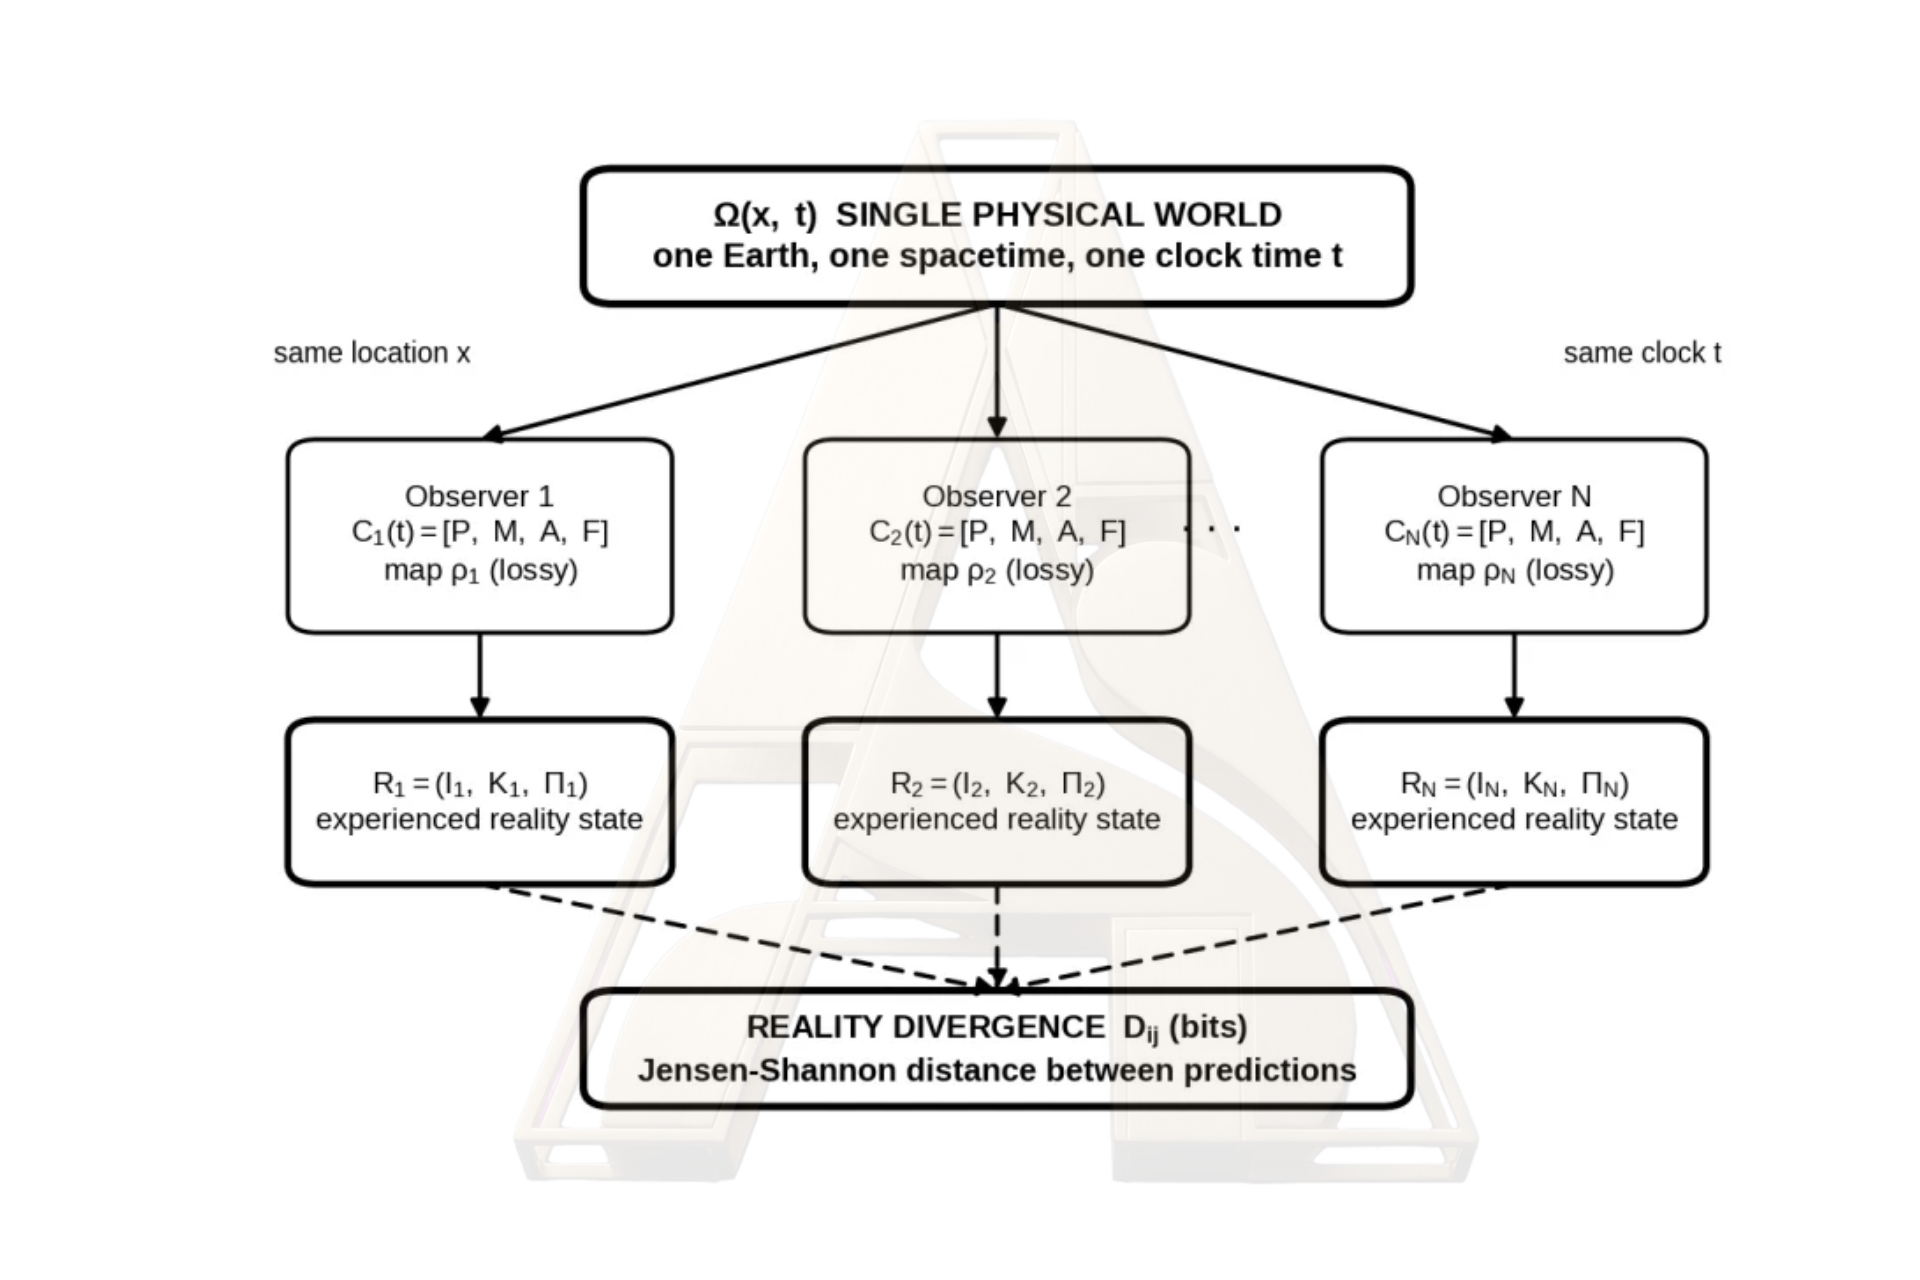 Ω(x, t) SINGLE PHYSICAL WORLD
one Earth, one spacetime, one clock time t
same location x
same clock t
Observer 1
C₁(t) = [P, M, A, F]
map ρ₁ (lossy)
Observer 2
C₂(t) = [P, M, A, F]
map ρ₂ (lossy)
· · ·
Observer N
C_N(t) = [P, M, A, F]
map ρ_N (lossy)
R₁ = (I₁, K₁, Π₁)
experienced reality state
R₂ = (I₂, K₂, Π₂)
experienced reality state
R_N = (I_N, K_N, Π_N)
experienced reality state
REALITY DIVERGENCE D_ij (bits)
Jensen-Shannon distance between predictions